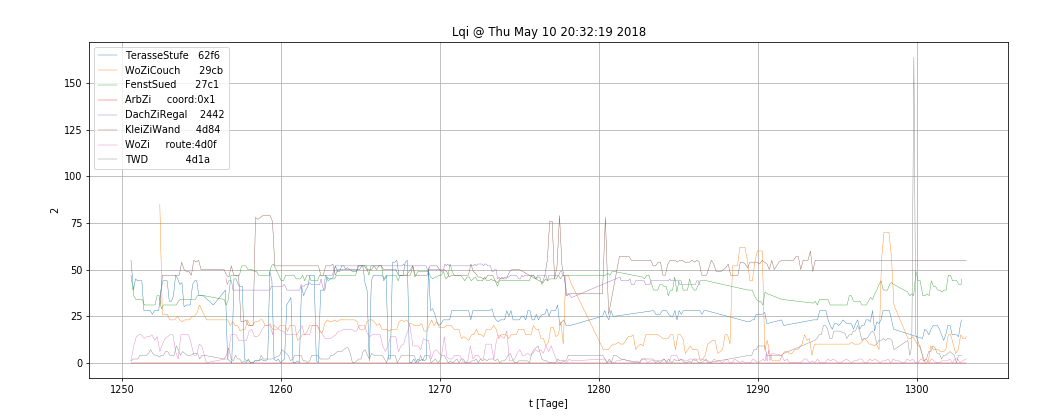 Lqi @ Thu May 10 20:32:19 2018
TerasseStufe 62f6
WoZiCouch 29cb
FenstSued 27c1
ArbZi coord:0x1
DachZiRegal 2442
KleiZiWand 4d84
WoZi route:4d0f
TWD 4d1a
150
125
100
75
50
25
0
2
1250 1260 1270 1280 1290 1300
t [Tage]